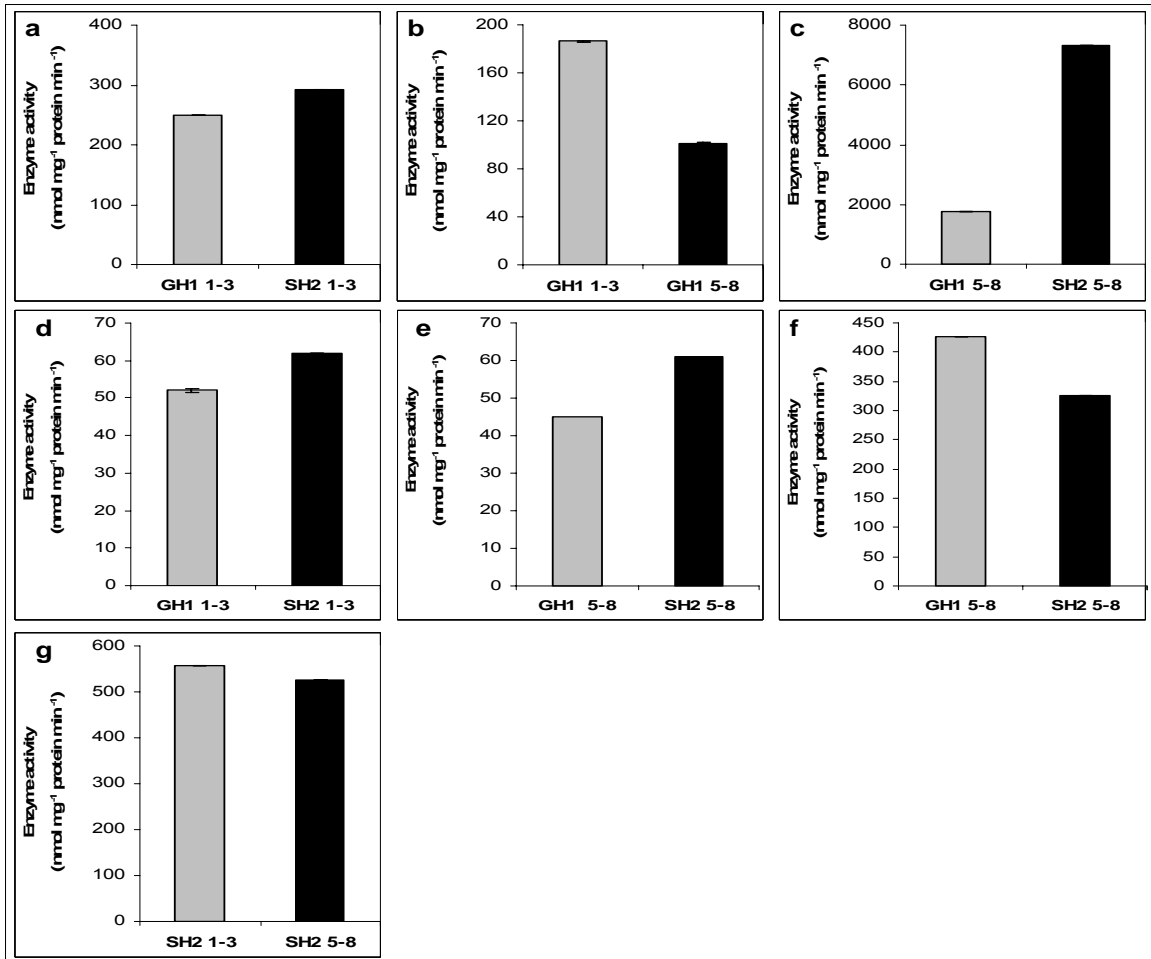 a
Enzyme activity
(nmol mg⁻¹ protein min⁻¹)
400
300
200
100
0
GH1 1-3 SH2 1-3
b
Enzyme activity
(nmol mg⁻¹ protein min⁻¹)
200
160
120
80
40
0
GH1 1-3 GH1 5-8
c
Enzyme activity
(nmol mg⁻¹ protein min⁻¹)
8000
6000
4000
2000
0
GH1 5-8 SH2 5-8
d
Enzyme activity
(nmol mg⁻¹ protein min⁻¹)
70
60
50
40
30
20
10
0
GH1 1-3 SH2 1-3
e
Enzyme activity
(nmol mg⁻¹ protein min⁻¹)
70
60
50
40
30
20
10
0
GH1 5-8 SH2 5-8
f
Enzyme activity
(nmol mg⁻¹ protein min⁻¹)
450
400
350
300
250
200
150
100
50
0
GH1 5-8 SH2 5-8
g
Enzyme activity
(nmol mg⁻¹ protein min⁻¹)
600
500
400
300
200
100
0
SH2 1-3 SH2 5-8